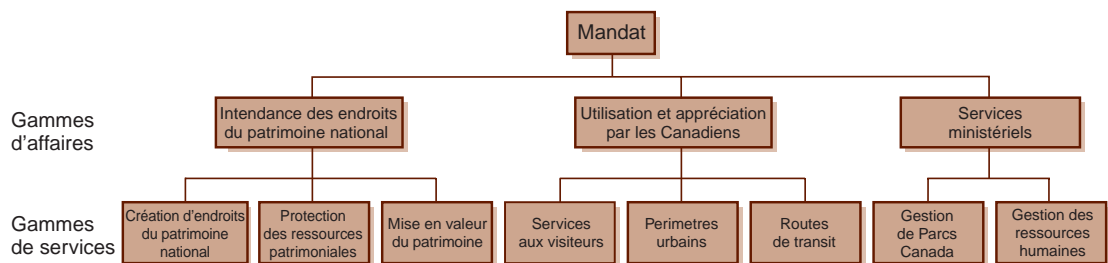 Mandat
Gammes
d'affaires
Intendance des endroits
du patrimoine national
Utilisation et appréciation
par les Canadiens
Services
ministériels
Gammes
de services
Création d'endroits
du patrimoine
national
Protection
des ressources
patrimoniales
Mise en valeur
du patrimoine
Services
aux visiteurs
Perimetres
urbains
Routes
de transit
Gestion
de Parcs
Canada
Gestion des
ressources
humaines